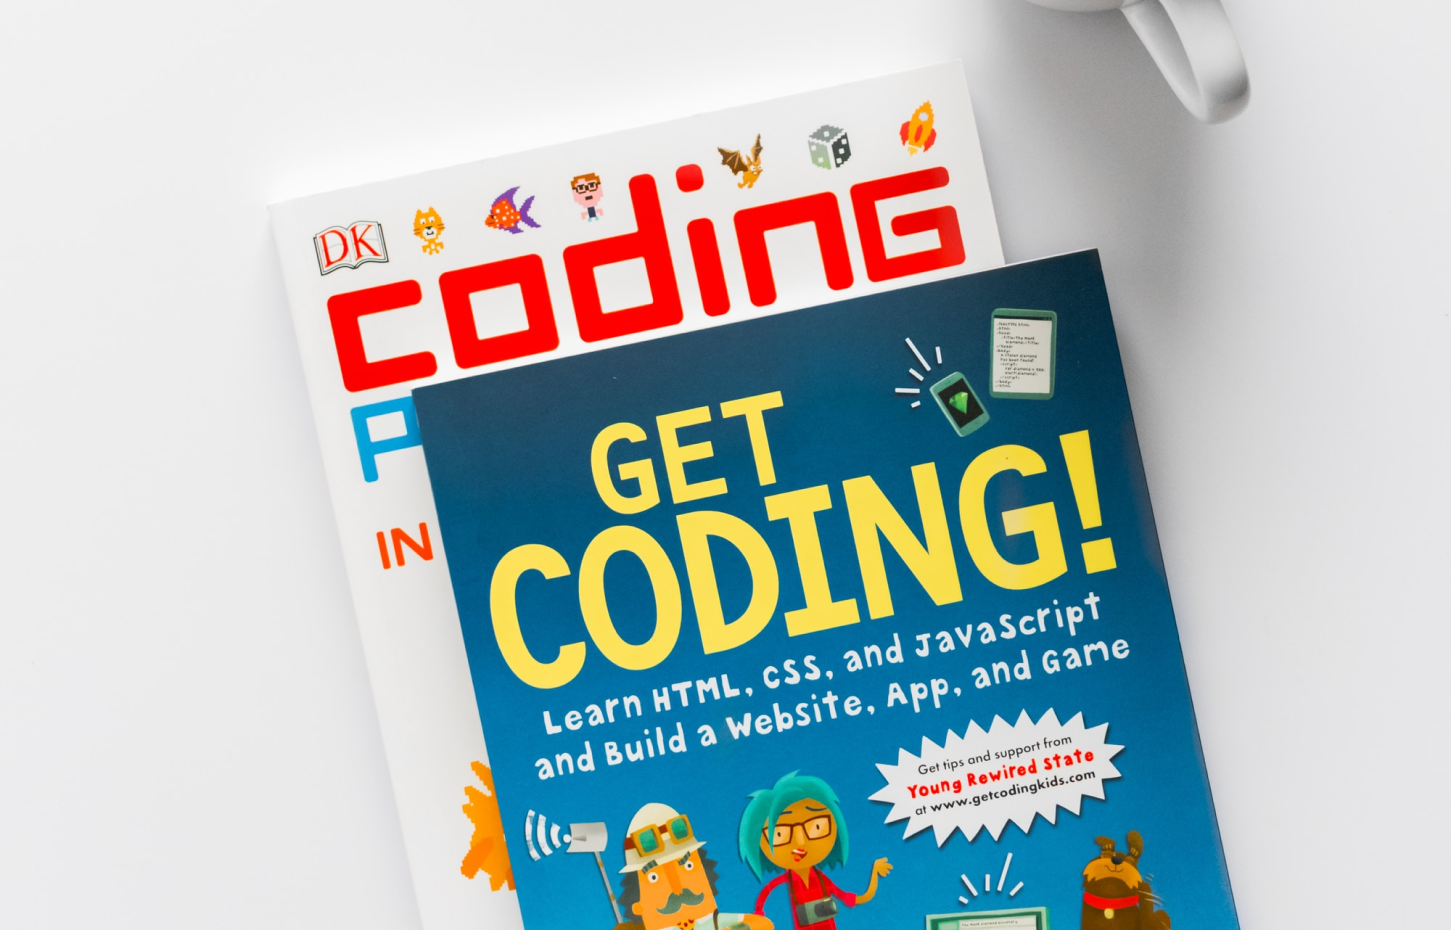 DK
coding
P
IN
GET
CODING!
Learn HTML, CSS, and JavaScript
and Build a Website, App, and Game
Get tips and support from
Young Rewired State
at www.getcodingkids.com